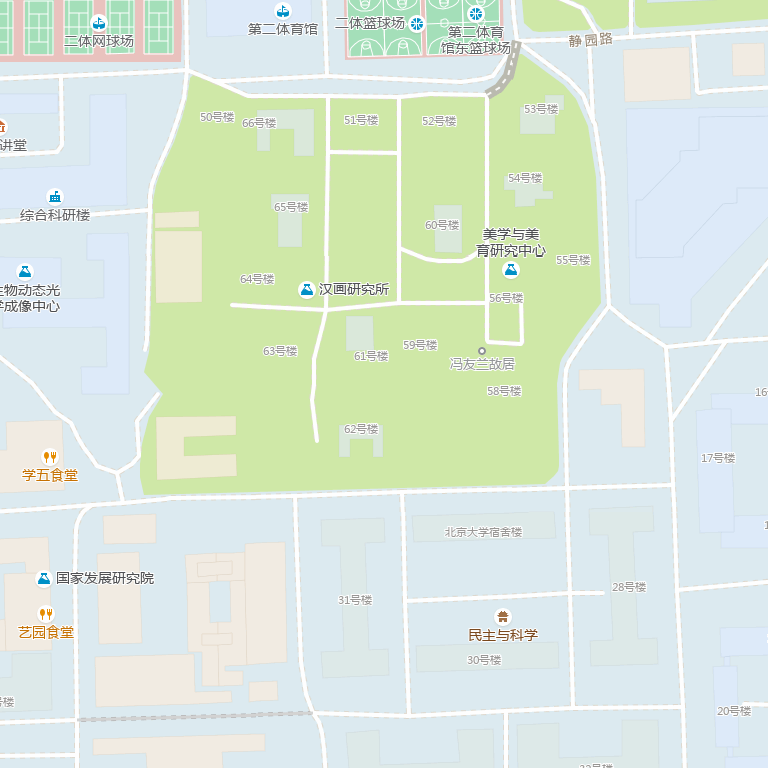 二体网球场
第二体育馆
二体篮球场
第二体育
馆东篮球场
静园路
讲堂
50号楼
66号楼
51号楼
52号楼
53号楼
54号楼
综合科研楼
65号楼
60号楼
美学与美
育研究中心
55号楼
生物动态光
学成像中心
64号楼
汉画研究所
56号楼
63号楼
61号楼
59号楼
冯友兰故居
58号楼
16
62号楼
17号楼
学五食堂
北京大学宿舍楼
1
国家发展研究院
31号楼
28号楼
艺园食堂
民主与科学
30号楼
号楼
20号楼